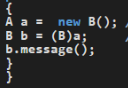 {
A a = new B();
B b = (B)a;
b.message();
}
}